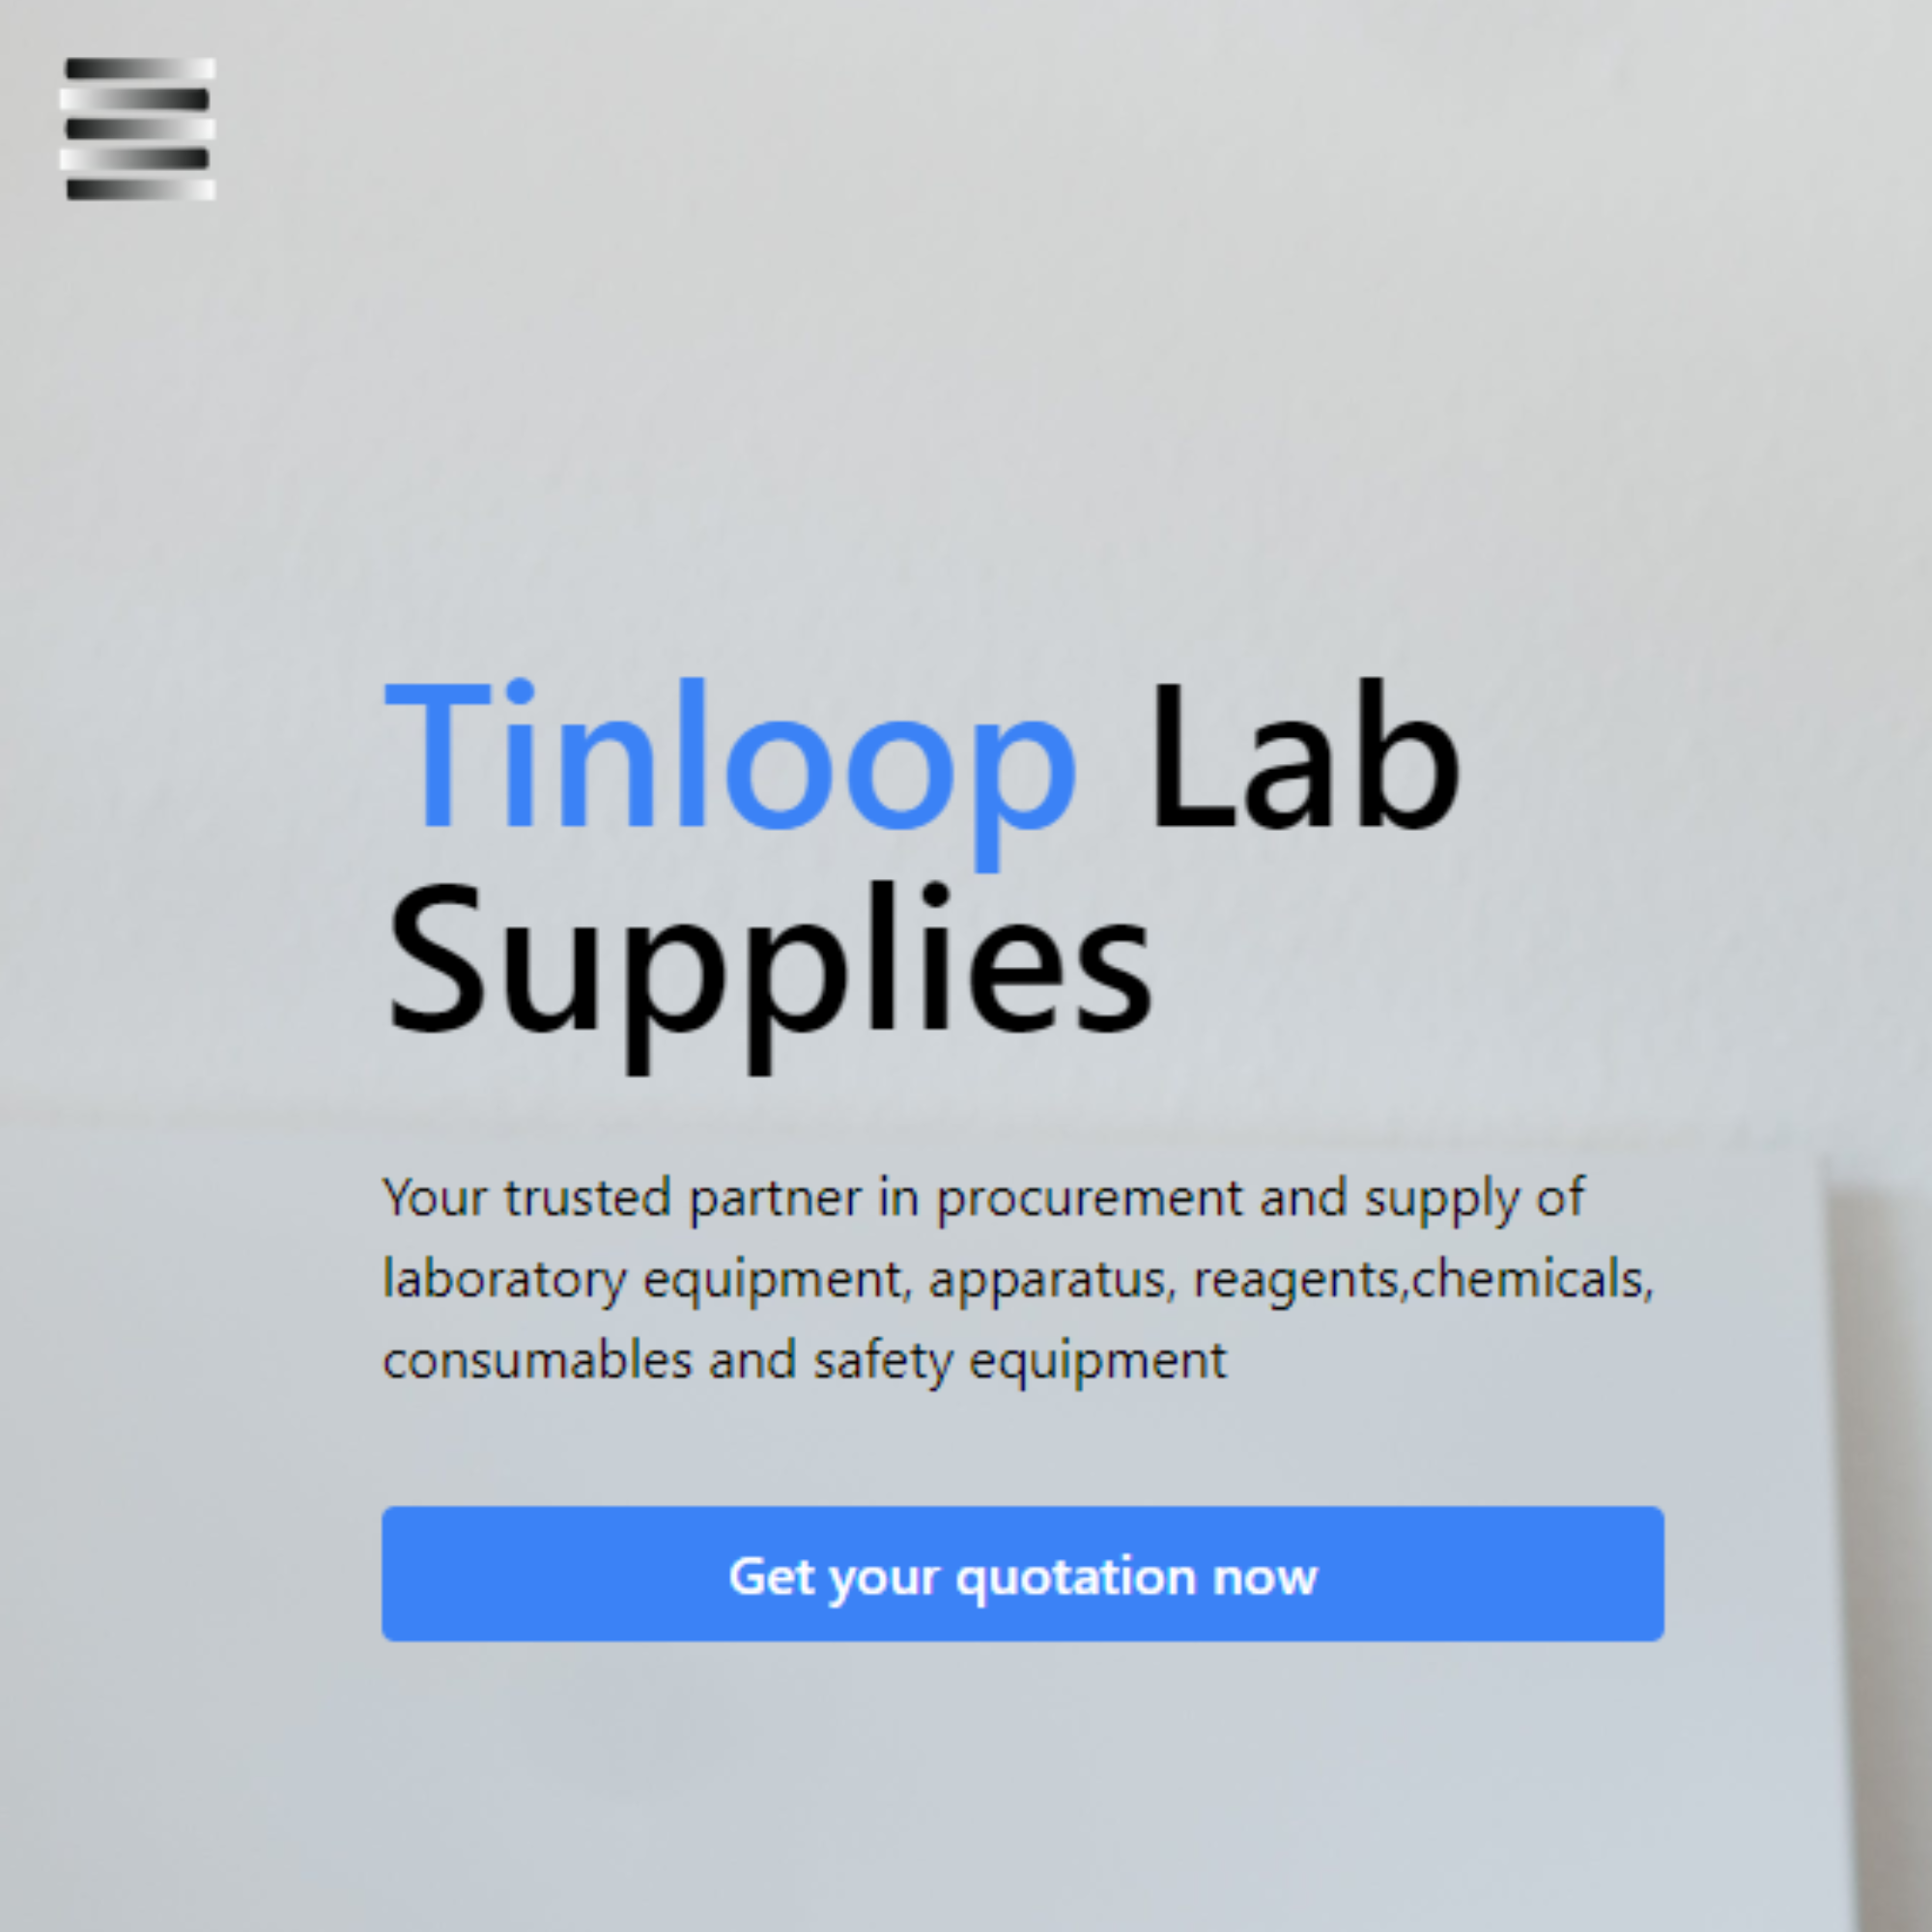 Tinloop Lab
Supplies
Your trusted partner in procurement and supply of
laboratory equipment, apparatus, reagents,chemicals,
consumables and safety equipment
Get your quotation now